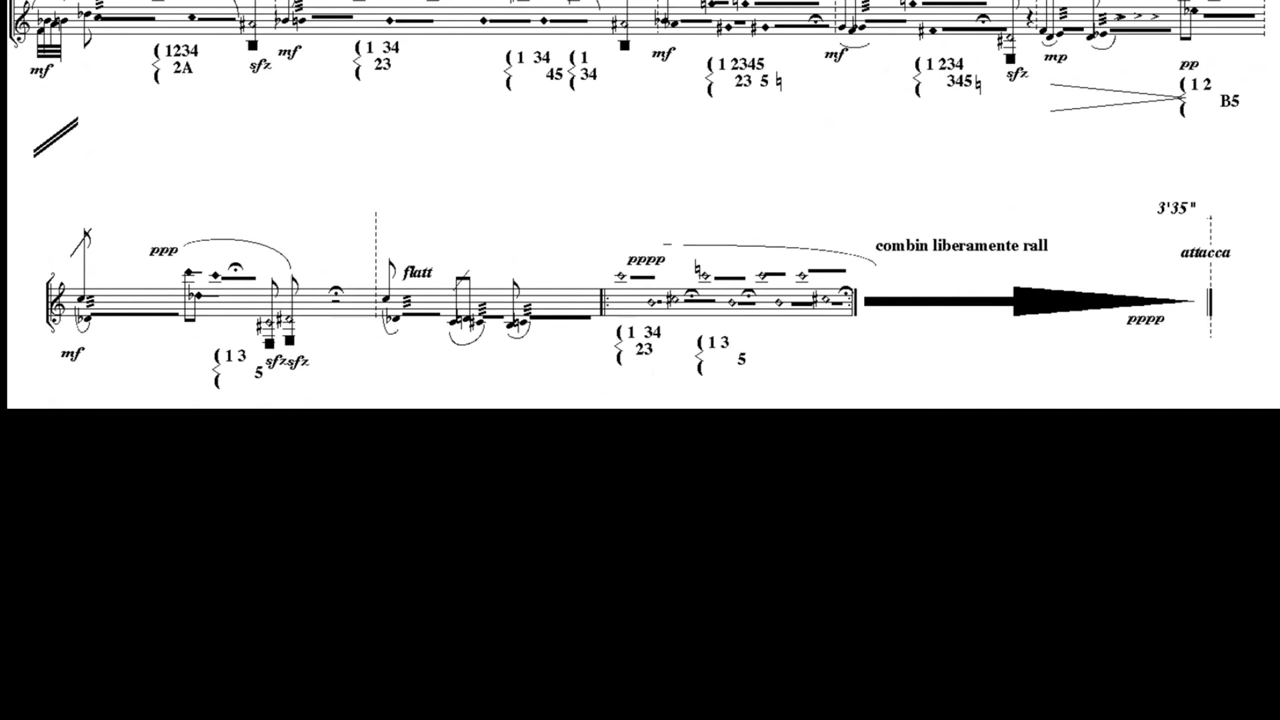 mf
( 1234
2A
sfz
mf
( 1 34
23
( 1 34
45
( 1
34
sfz
mf
( 1 2345
23 5
mf
( 1 234
345
sfz
mp
pp
( 1 2
B5
3'35"
ppp
flatt
pppp
combin liberamente rall
attacca
mf
( 1 3
5
sfz sfz
( 1 34
23
( 1 3
5
pppp